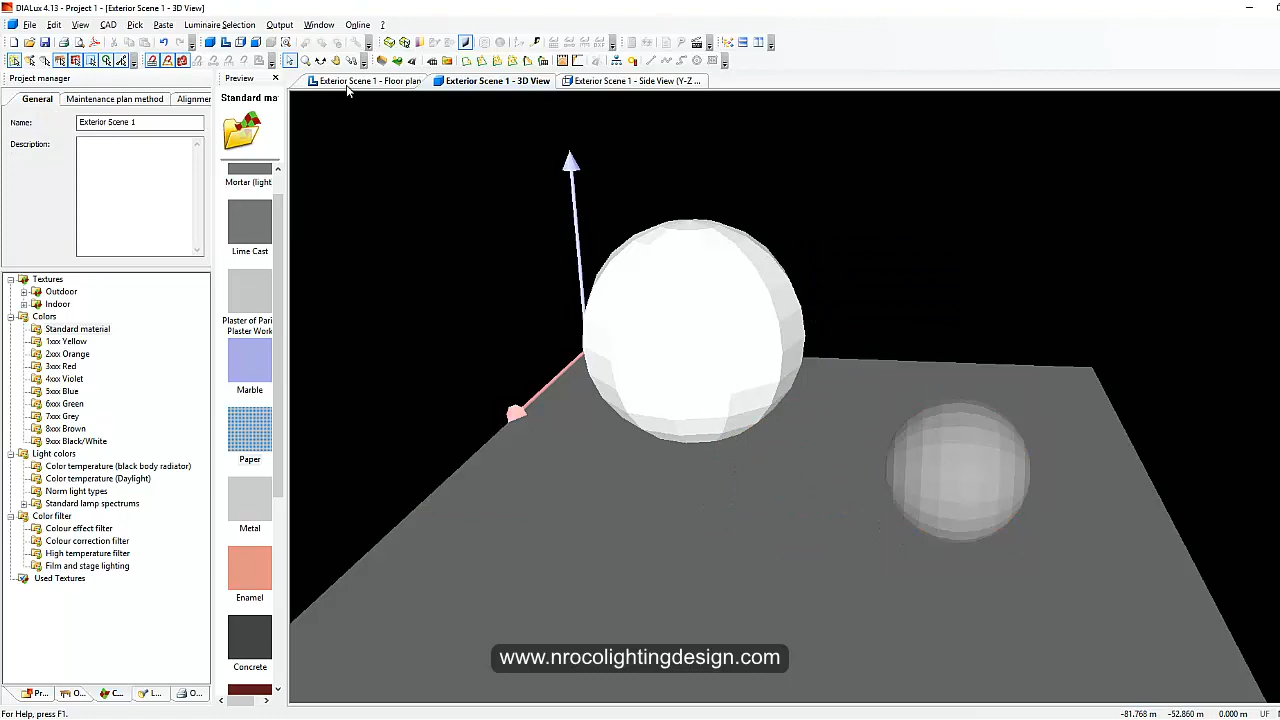 DIALux 4.13 - Project 1 - [Exterior Scene 1 - 3D View]
File Edit View CAD Pick Paste Luminaire Selection Output Window Online ?
Project manager
Preview
Exterior Scene 1 - Floor plan
Exterior Scene 1 - 3D View
Exterior Scene 1 - Side View (Y-Z ...
General
Maintenance plan method
Alignmer
Standard ma
Name:
Exterior Scene 1
Description:
Mortar (light
Lime Cast
Plaster of Pari
Plaster Work
Marble
Paper
Metal
Enamel
Concrete
Textures
Outdoor
Indoor
Colors
Standard material
1xxx Yellow
2xxx Orange
3xxx Red
4xxx Violet
5xxx Blue
6xxx Green
7xxx Grey
8xxx Brown
9xxx Black/White
Light colors
Color temperature (black body radiator)
Color temperature (Daylight)
Norm light types
Standard lamp spectrums
Color filter
Colour effect filter
Colour correction filter
High temperature filter
Film and stage lighting
Used Textures
www.nrocolightingdesign.com
Pr...
O...
C...
L...
O...
For Help, press F1.
-81.768 m
-52.860 m
0.000 m
UF